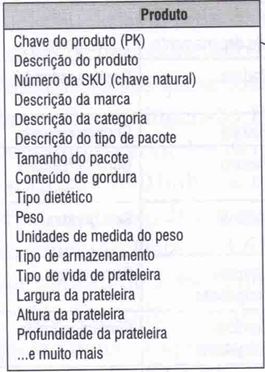 Produto
Chave do produto (PK)
Descrição do produto
Número da SKU (chave natural)
Descrição da marca
Descrição da categoria
Descrição do tipo de pacote
Tamanho do pacote
Conteúdo de gordura
Tipo dietético
Peso
Unidades de medida do peso
Tipo de armazenamento
Tipo de vida de prateleira
Largura da prateleira
Altura da prateleira
Profundidade da prateleira
...e muito mais